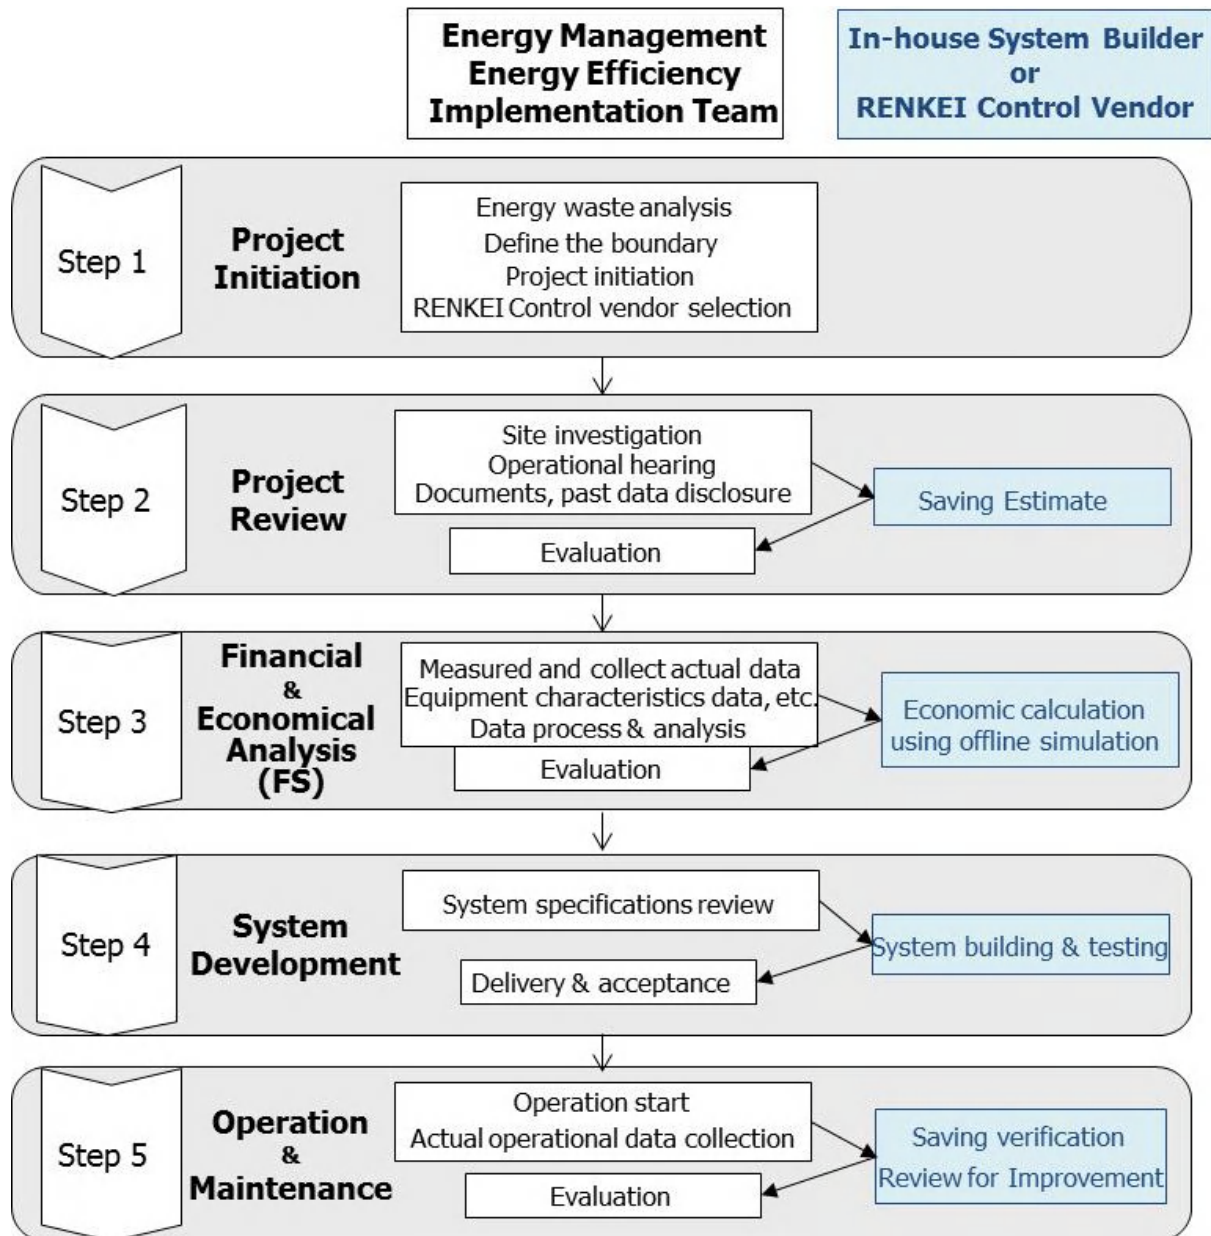 Energy Management
Energy Efficiency
Implementation Team
In-house System Builder
or
RENKEI Control Vendor
Step 1
Project
Initiation
Energy waste analysis
Define the boundary
Project initiation
RENKEI Control vendor selection
Step 2
Project
Review
Site investigation
Operational hearing
Documents, past data disclosure
Saving Estimate
Evaluation
Step 3
Financial
&
Economical
Analysis
(FS)
Measured and collect actual data
Equipment characteristics data, etc.
Data process & analysis
Economic calculation
using offline simulation
Evaluation
Step 4
System
Development
System specifications review
System building & testing
Delivery & acceptance
Step 5
Operation
&
Maintenance
Operation start
Actual operational data collection
Saving verification
Review for Improvement
Evaluation